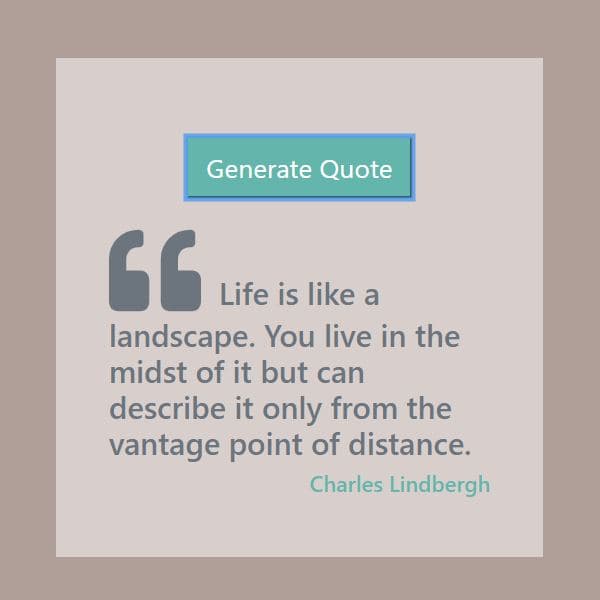 Generate Quote
Life is like a
landscape. You live in the
midst of it but can
describe it only from the
vantage point of distance.
Charles Lindbergh